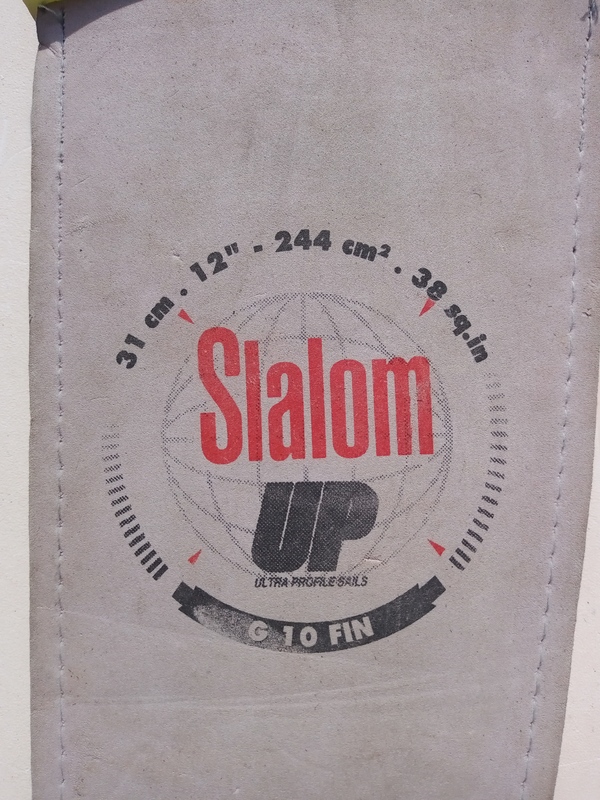 31 cm . 12" - 244 cm² . 38 sq.in
Slalom
UP
ULTRA PROFILE SAILS
G 10 FIN